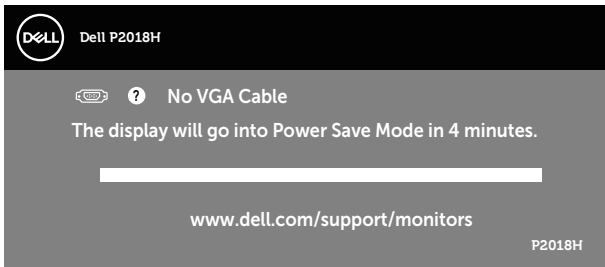 DELL
Dell P2018H
? No VGA Cable
The display will go into Power Save Mode in 4 minutes.
www.dell.com/support/monitors
P2018H